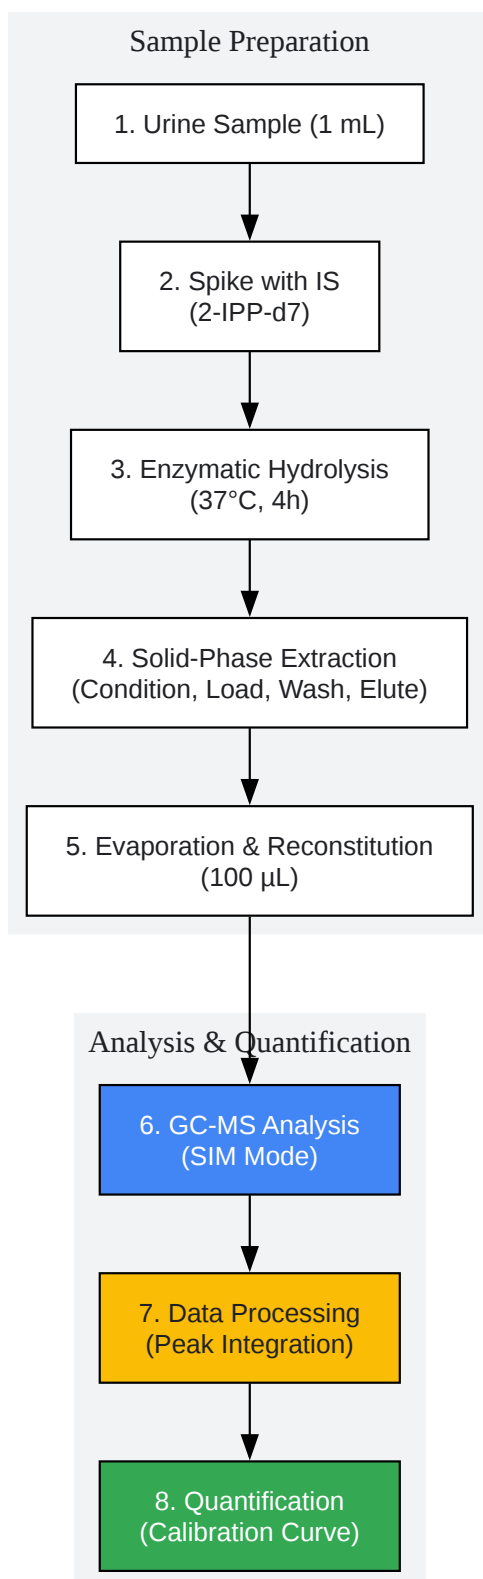 Sample Preparation
1. Urine Sample (1 mL)
2. Spike with IS
(2-IPP-d7)
3. Enzymatic Hydrolysis
(37°C, 4h)
4. Solid-Phase Extraction
(Condition, Load, Wash, Elute)
5. Evaporation & Reconstitution
(100 µL)
Analysis & Quantification
6. GC-MS Analysis
(SIM Mode)
7. Data Processing
(Peak Integration)
8. Quantification
(Calibration Curve)